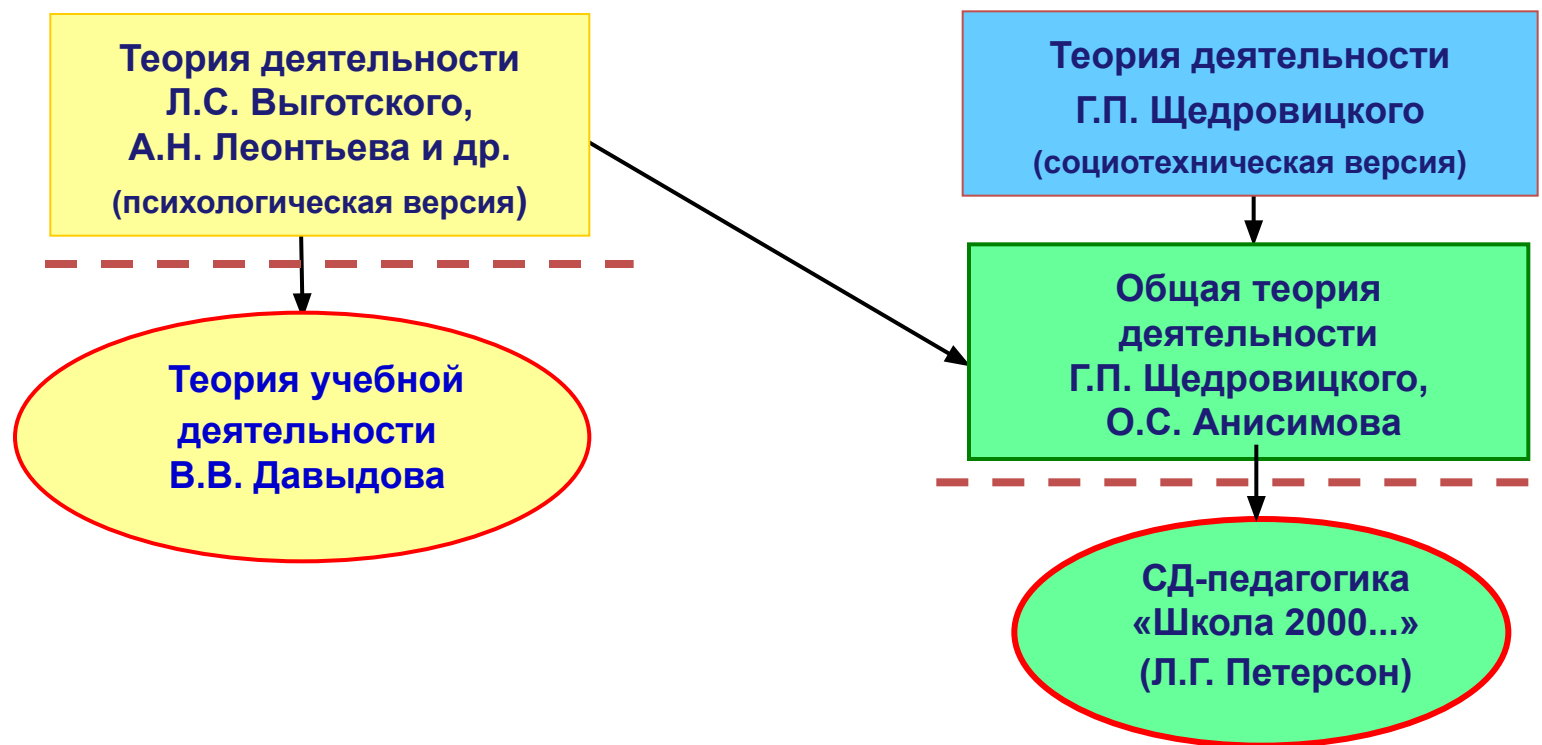 Теория деятельности
Л.С. Выготского,
А.Н. Леонтьева и др.
(психологическая версия)
Теория деятельности
Г.П. Щедровицкого
(социотехническая версия)
Теория учебной
деятельности
В.В. Давыдова
Общая теория
деятельности
Г.П. Щедровицкого,
О.С. Анисимова
СД-педагогика
«Школа 2000...»
(Л.Г. Петерсон)